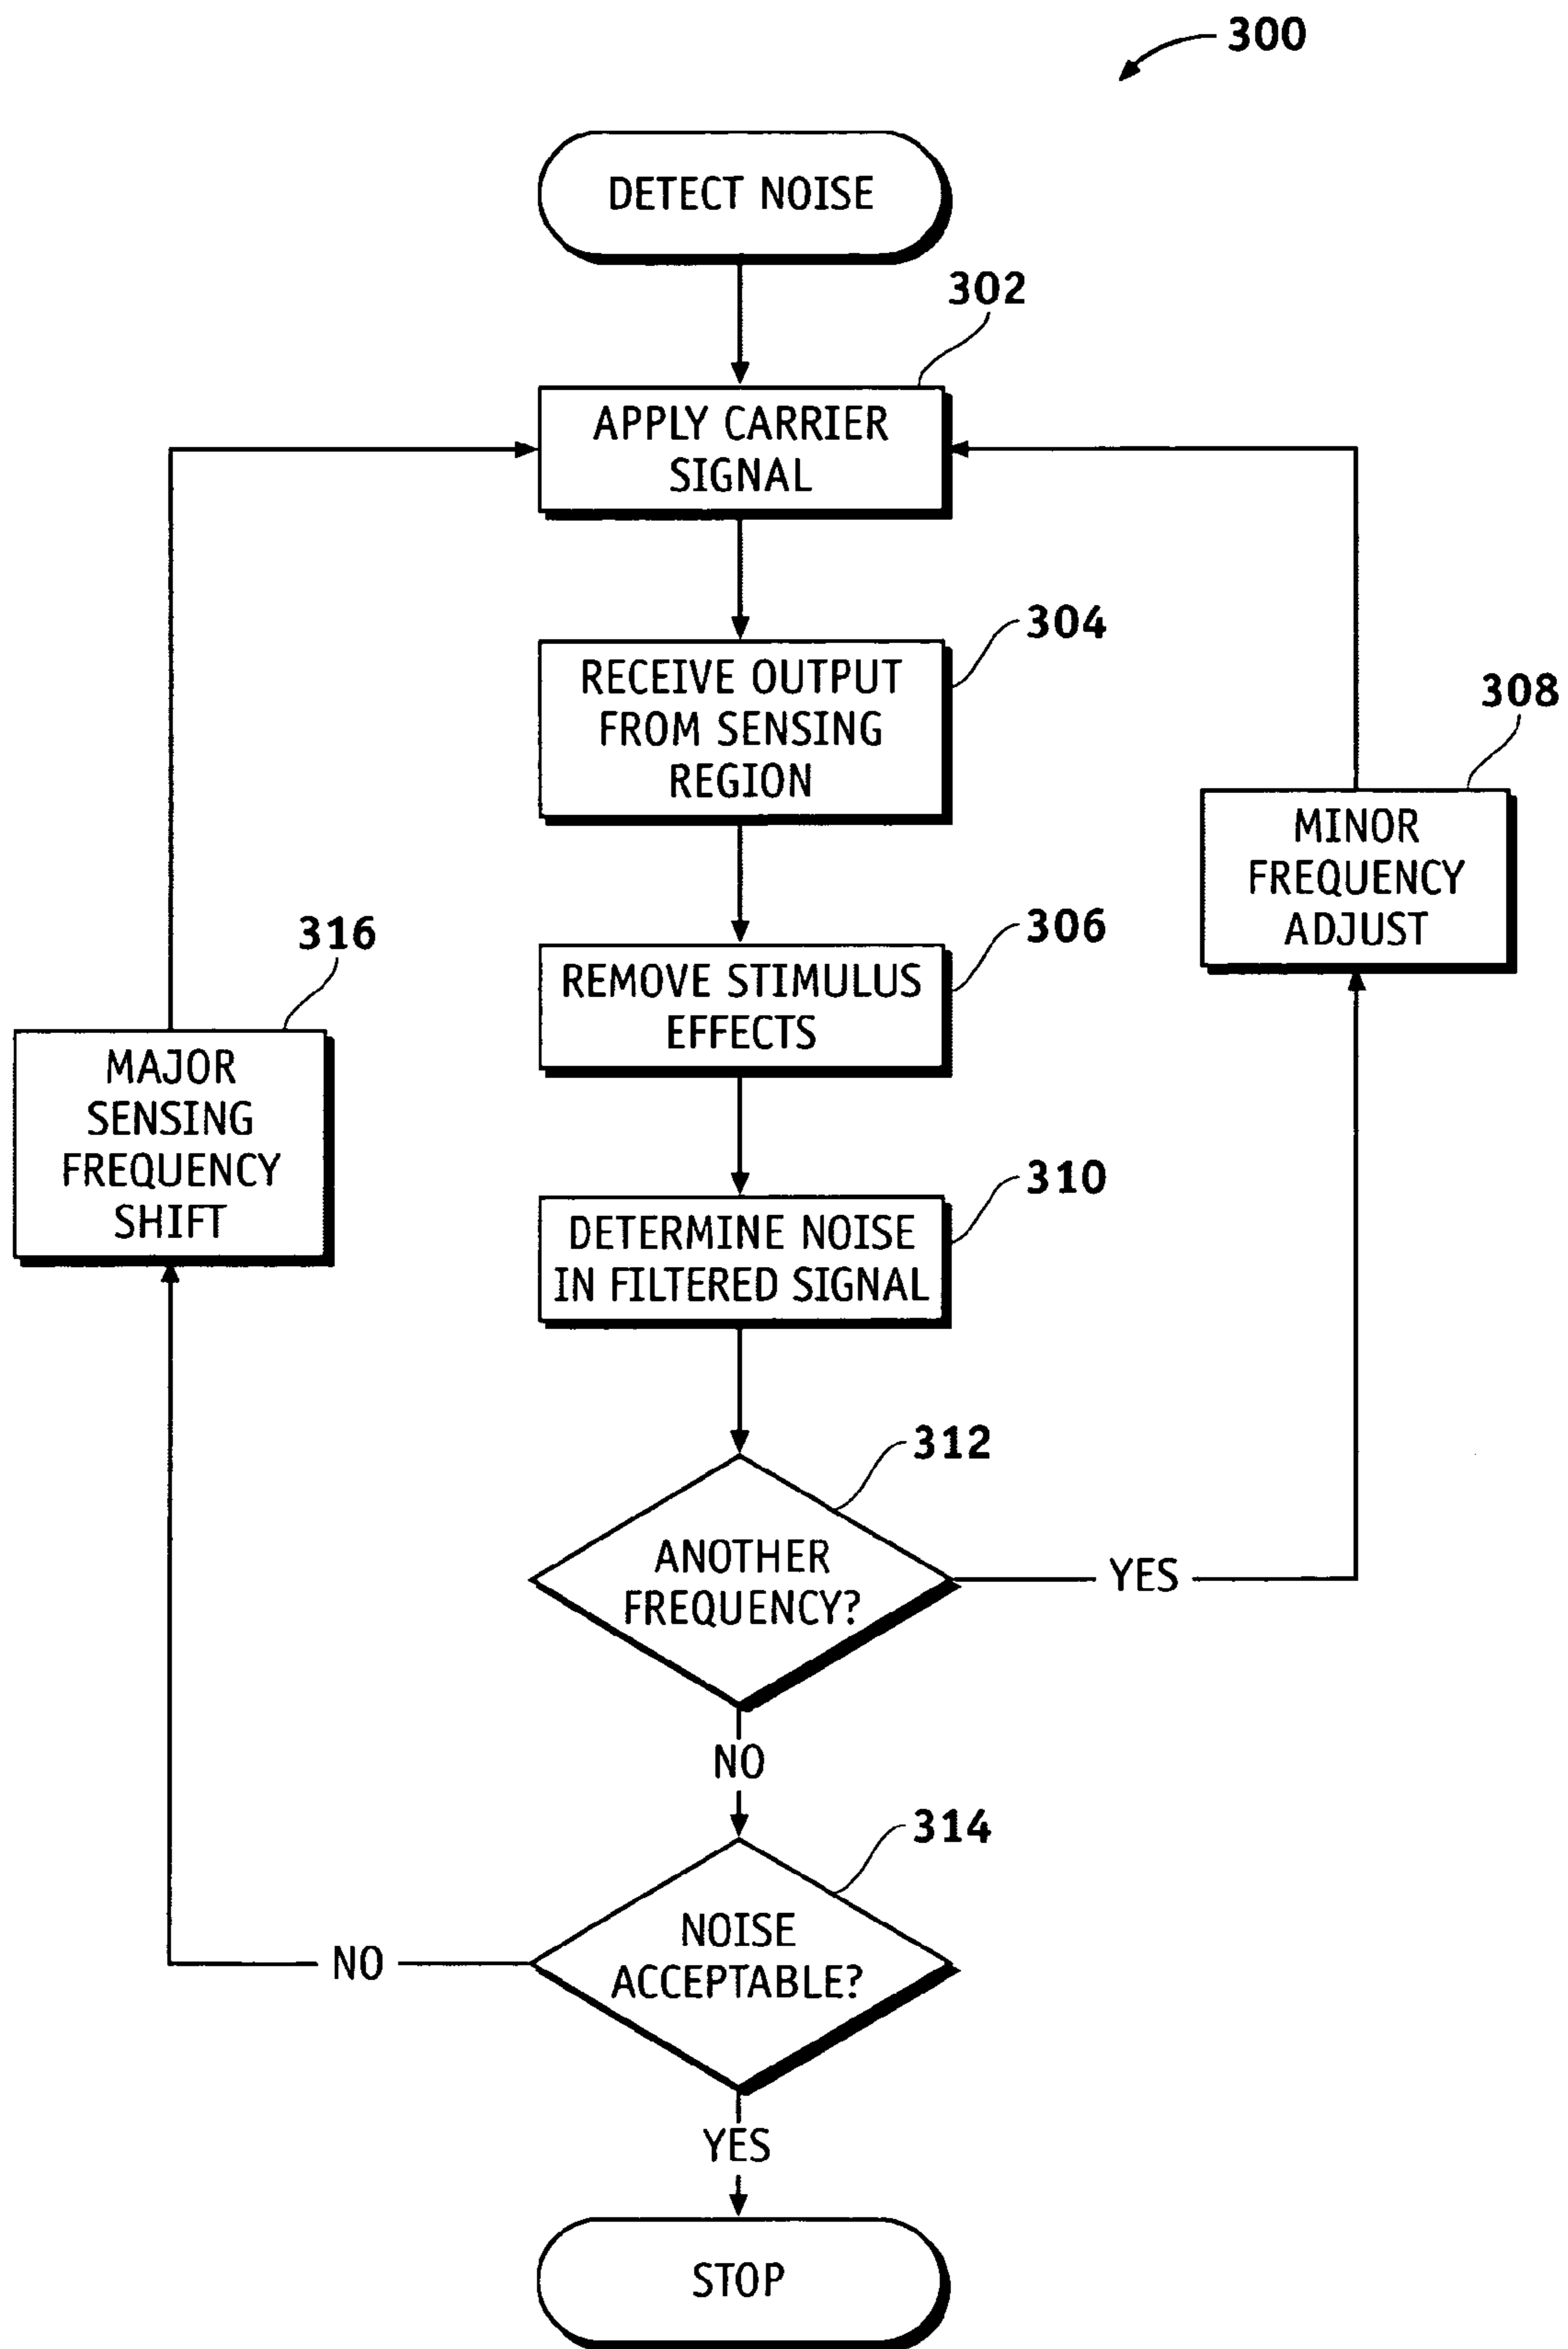 300
DETECT NOISE
302
APPLY CARRIER
SIGNAL
304
RECEIVE OUTPUT
FROM SENSING
REGION
308
MINOR
FREQUENCY
ADJUST
306
REMOVE STIMULUS
EFFECTS
316
MAJOR
SENSING
FREQUENCY
SHIFT
310
DETERMINE NOISE
IN FILTERED SIGNAL
312
ANOTHER
FREQUENCY?
YES
NO
314
NOISE
ACCEPTABLE?
NO
YES
STOP